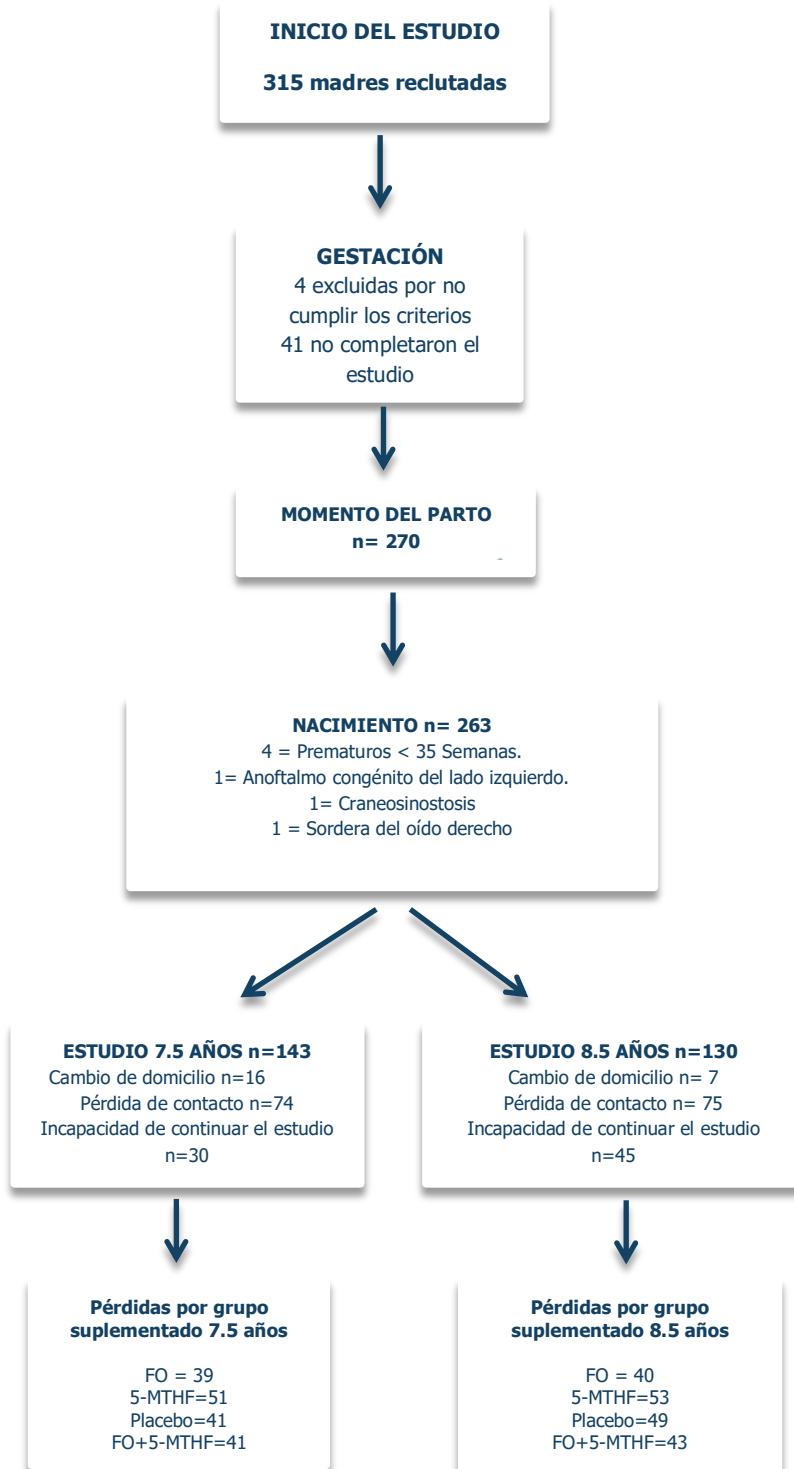 INICIO DEL ESTUDIO
315 madres reclutadas
GESTACIÓN
4 excluidas por no
cumplir los criterios
41 no completaron el
estudio
MOMENTO DEL PARTO
n= 270
NACIMIENTO n= 263
4 = Prematuros < 35 Semanas.
1= Anoftalmo congénito del lado izquierdo.
1= Craneosinostosis
1 = Sordera del oído derecho
ESTUDIO 7.5 AÑOS n=143
Cambio de domicilio n=16
Pérdida de contacto n=74
Incapacidad de continuar el estudio
n=30
ESTUDIO 8.5 AÑOS n=130
Cambio de domicilio n= 7
Pérdida de contacto n= 75
Incapacidad de continuar el estudio
n=45
Pérdidas por grupo
suplementado 7.5 años
FO = 39
5-MTHF=51
Placebo=41
FO+5-MTHF=41
Pérdidas por grupo
suplementado 8.5 años
FO = 40
5-MTHF=53
Placebo=49
FO+5-MTHF=43